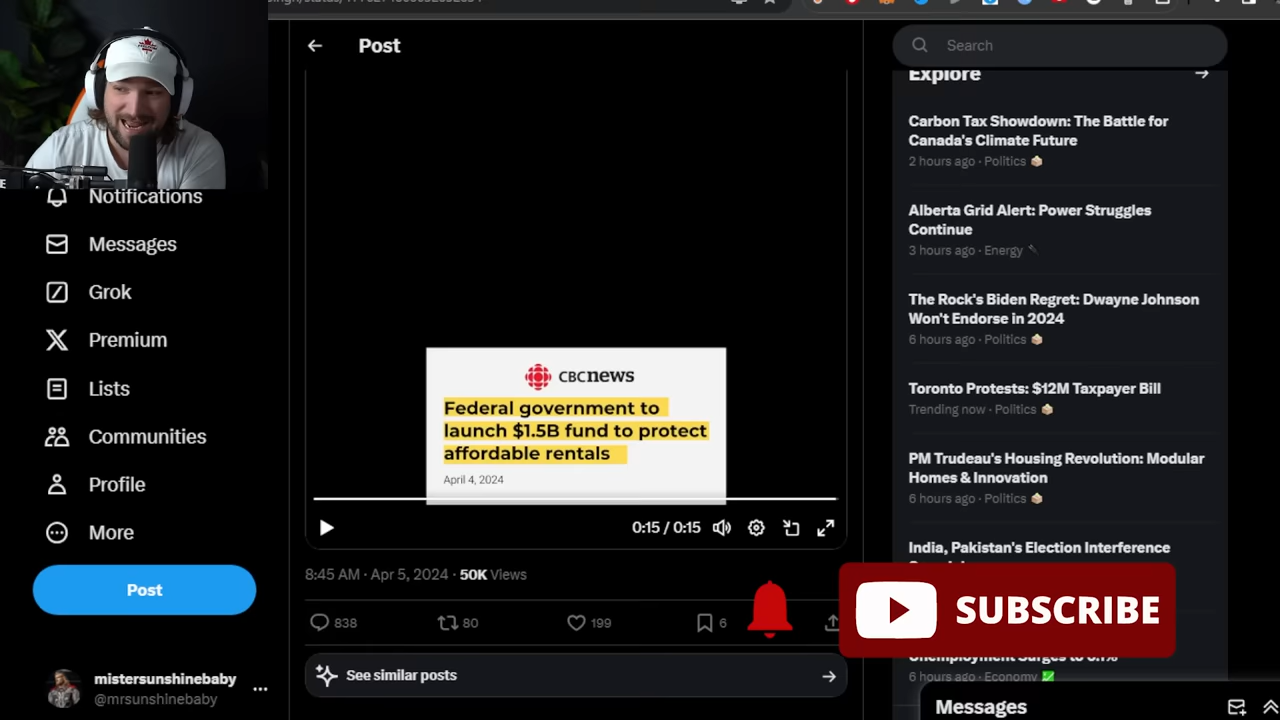 Post
Search
Explore
Carbon Tax Showdown: The Battle for
Canada's Climate Future
2 hours ago · Politics
Alberta Grid Alert: Power Struggles
Continue
3 hours ago · Energy
The Rock's Biden Regret: Dwayne Johnson
Won't Endorse in 2024
6 hours ago · Politics
Toronto Protests: $12M Taxpayer Bill
Trending now · Politics
PM Trudeau's Housing Revolution: Modular
Homes & Innovation
6 hours ago · Politics
India, Pakistan's Election Interference
Unemployment Surges to 6.1%
6 hours ago · Economy
Messages
Notifications
Messages
Grok
Premium
Lists
Communities
Profile
More
Post
mistersunshinebaby
@mrsunshinebaby
CBCNEWS
Federal government to
launch $1.5B fund to protect
affordable rentals
April 4, 2024
0:15 / 0:15
8:45 AM · Apr 5, 2024 · 50K Views
838 80 199 6
See similar posts
SUBSCRIBE